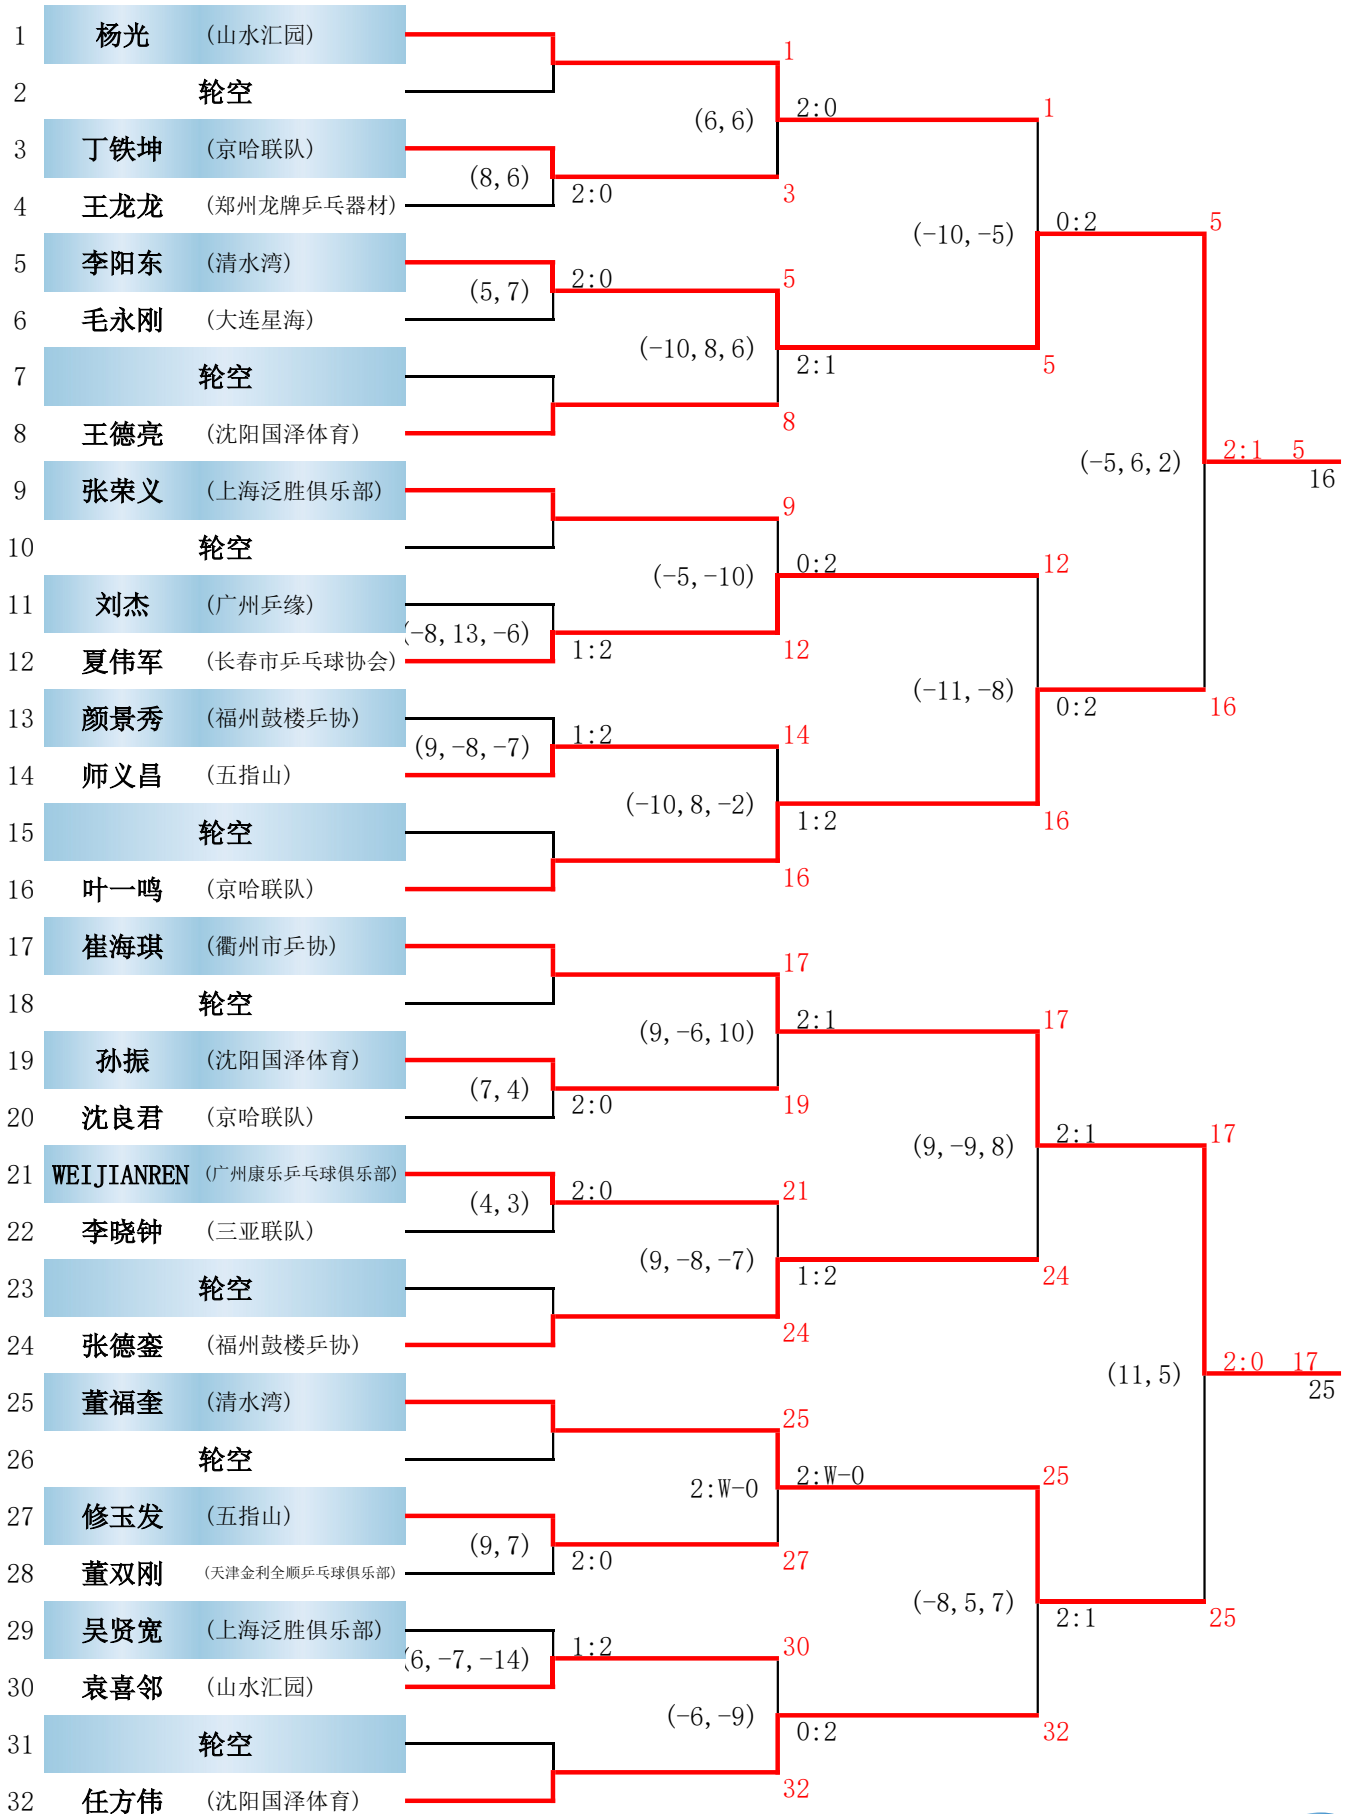 1 杨光 (山水汇园)
1
2 轮空
(6,6) 2:0 1
3 丁铁坤 (京哈联队)
(8,6) 2:0 3
4 王龙龙 (郑州龙牌乒乓器材)
(-10,-5) 0:2 5
5 李阳东 (清水湾)
(5,7) 2:0 5
6 毛永刚 (大连星海)
(-10,8,6) 2:1 5
7 轮空
8
8 王德亮 (沈阳国泽体育)
(-5,6,2) 2:1 5
16
9 张荣义 (上海泛胜俱乐部)
9
10 轮空
(-5,-10) 0:2 12
11 刘杰 (广州乒缘)
(-8,13,-6) 1:2 12
12 夏伟军 (长春市乒乓球协会)
(-11,-8) 0:2 16
13 颜景秀 (福州鼓楼乒协)
(9,-8,-7) 1:2 14
14 师义昌 (五指山)
(-10,8,-2) 1:2 16
15 轮空
16
16 叶一鸣 (京哈联队)
17 崔海琪 (衢州市乒协)
17
18 轮空
(9,-6,10) 2:1 17
19 孙振 (沈阳国泽体育)
(7,4) 2:0 19
20 沈良君 (京哈联队)
(9,-9,8) 2:1 17
21 WEIJIANREN (广州康乐乒乓球俱乐部)
(4,3) 2:0 21
22 李晓钟 (三亚联队)
(9,-8,-7) 1:2 24
23 轮空
24
24 张德銮 (福州鼓楼乒协)
(11,5) 2:0 17
25
25 董福奎 (清水湾)
25
26 轮空
2:W-0 2:W-0 25
27 修玉发 (五指山)
(9,7) 2:0 27
28 董双刚 (天津金利全顺乒乓球俱乐部)
(-8,5,7) 2:1 25
29 吴贤宽 (上海泛胜俱乐部)
(6,-7,-14) 1:2 30
30 袁喜邻 (山水汇园)
(-6,-9) 0:2 32
31 轮空
32
32 任方伟 (沈阳国泽体育)